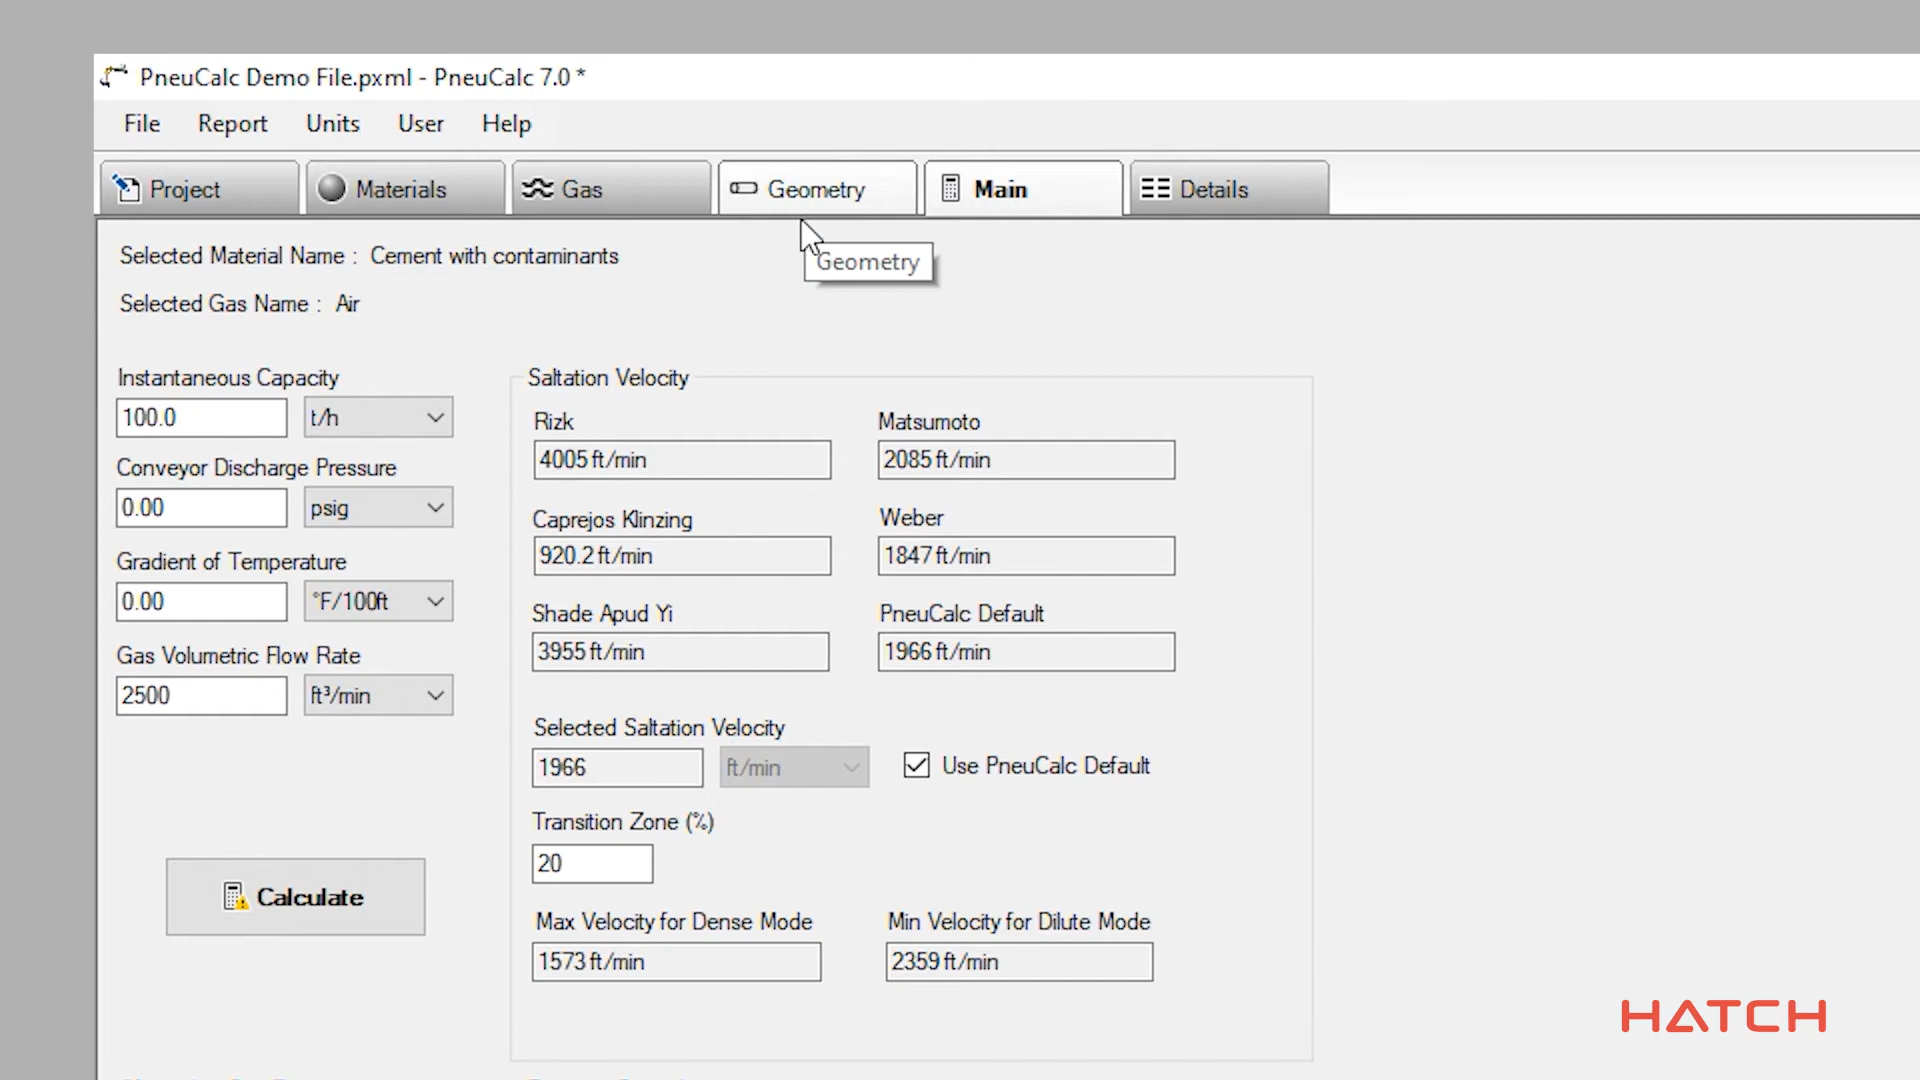 PneuCalc Demo File.pxml - PneuCalc 7.0 *
File Report Units User Help
Project Materials Gas Geometry Main Details
Geometry
Selected Material Name : Cement with contaminants
Selected Gas Name : Air
Instantaneous Capacity
100.0 t/h
Conveyor Discharge Pressure
0.00 psig
Gradient of Temperature
0.00 °F/100ft
Gas Volumetric Flow Rate
2500 ft³/min
Calculate
Saltation Velocity
Rizk Matsumoto
4005 ft/min 2085 ft/min
Caprejos Klinzing Weber
920.2 ft/min 1847 ft/min
Shade Apud Yi PneuCalc Default
3955 ft/min 1966 ft/min
Selected Saltation Velocity
1966 ft/min Use PneuCalc Default
Transition Zone (%)
20
Max Velocity for Dense Mode Min Velocity for Dilute Mode
1573 ft/min 2359 ft/min
HATCH